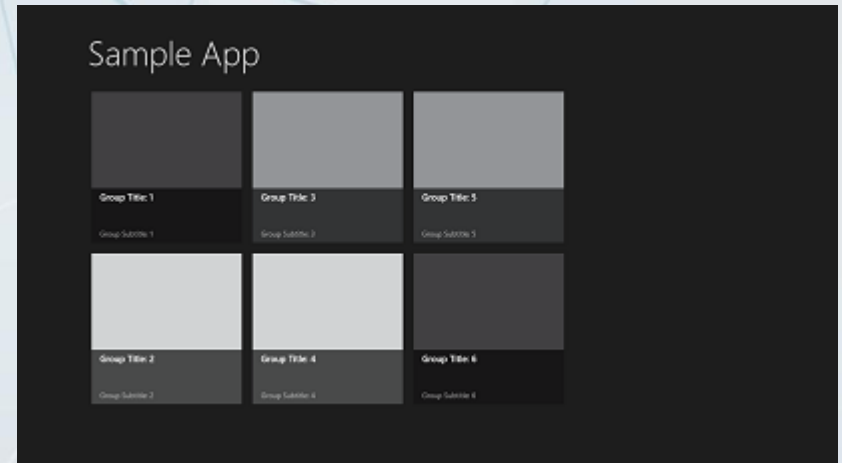 Sample App
Group Title: 1
Group Subtitle: 1
Group Title: 3
Group Subtitle: 3
Group Title: 5
Group Subtitle: 5
Group Title: 2
Group Subtitle: 2
Group Title: 4
Group Subtitle: 4
Group Title: 6
Group Subtitle: 6